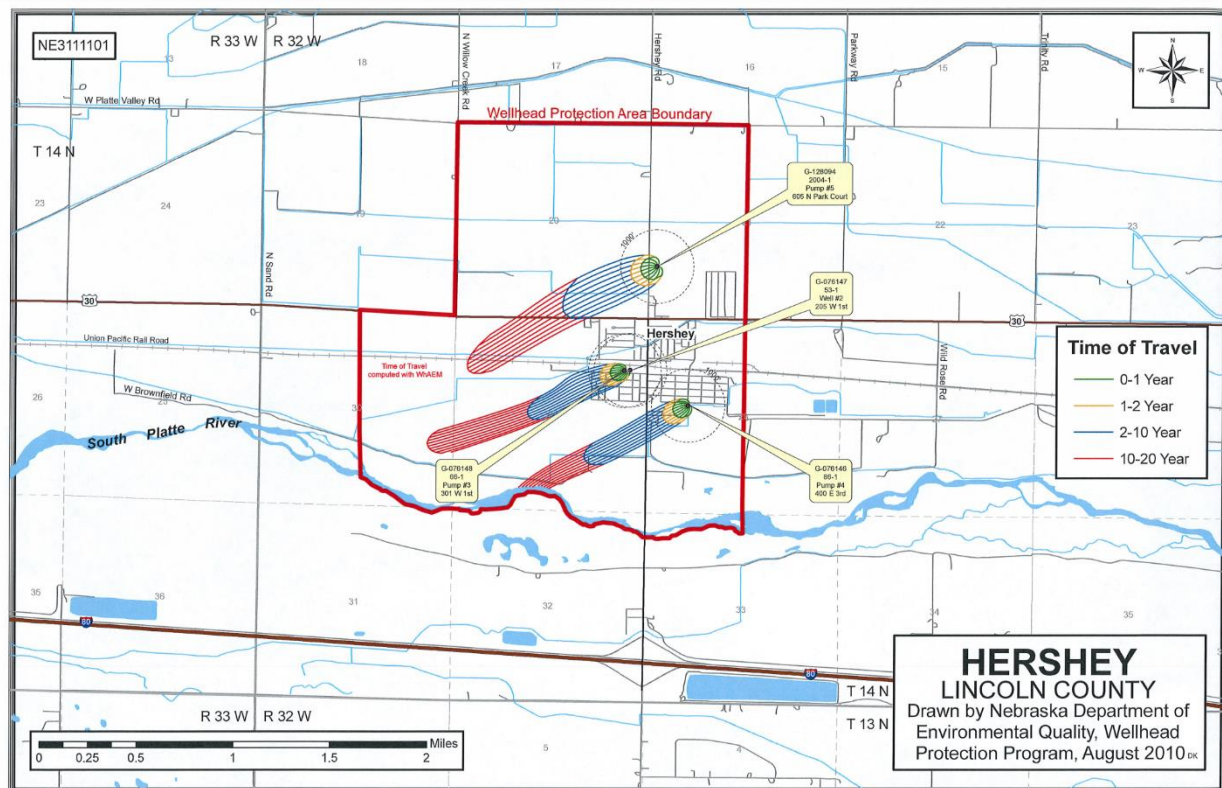 NE3111101
R 33 W
R 32 W
N Willow Creek Rd
Hershey Rd
Parkway Rd
Trinity Rd
N
W
E
S
13
18
17
16
15
W Platte Valley Rd
Wellhead Protection Area Boundary
T 14 N
G-128094
2004-1
Pump #5
605 N Park Court
23
24
19
20
22
23
1000'
N Sand Rd
G-076147
53-1
Well #2
205 W 1st
30
30
Hershey
Union Pacific Rail Road
Time of Travel
computed with WhAEM
1000'
Wild Rose Rd
Time of Travel
0-1 Year
1-2 Year
2-10 Year
10-20 Year
W Brownfield Rd
26
25
30
27
South Platte River
G-076148
66-1
Pump #3
301 W 1st
G-076146
86-1
Pump #4
400 E 3rd
35
36
31
32
33
34
35
80
80
HERSHEY
LINCOLN COUNTY
Drawn by Nebraska Department of
Environmental Quality, Wellhead
Protection Program, August 2010 DK
T 14 N
T 13 N
R 33 W
R 32 W
Miles
0
0.25
0.5
1
1.5
2
5
4